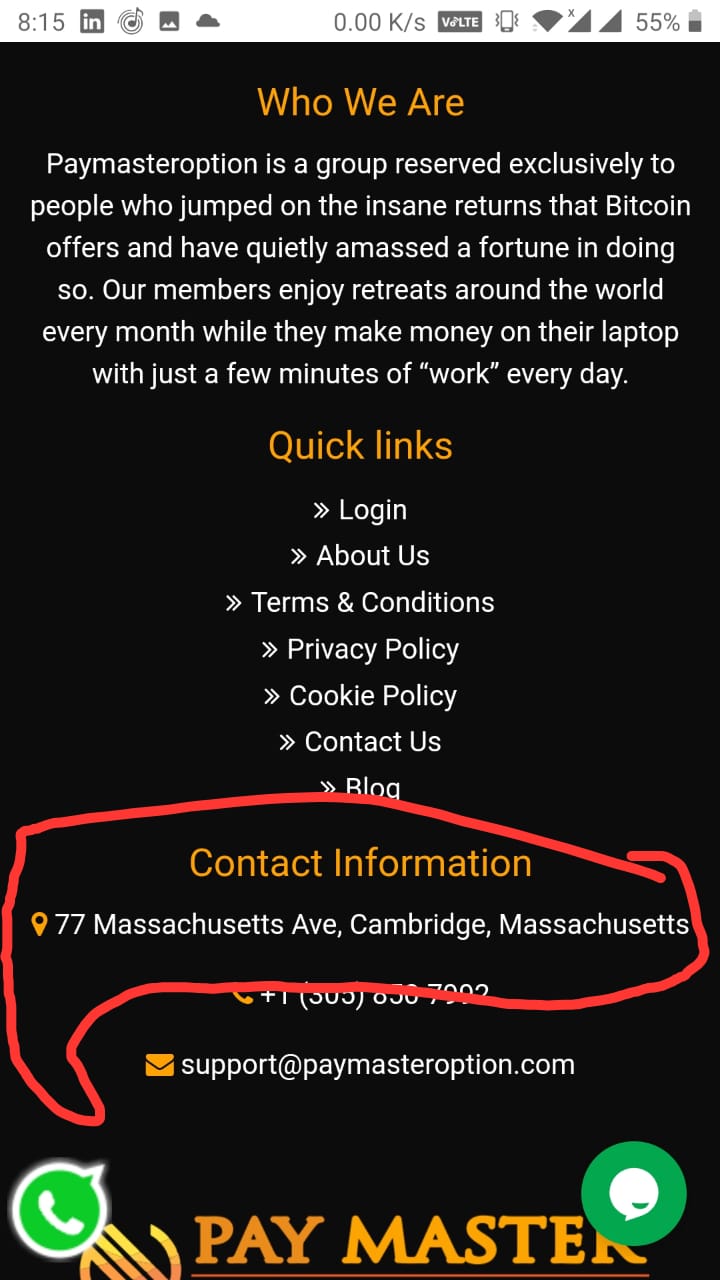 8:15 0.00 K/s VoLTE x 55%
Who We Are
Paymasteroption is a group reserved exclusively to
people who jumped on the insane returns that Bitcoin
offers and have quietly amassed a fortune in doing
so. Our members enjoy retreats around the world
every month while they make money on their laptop
with just a few minutes of “work” every day.
Quick links
» Login
» About Us
» Terms & Conditions
» Privacy Policy
» Cookie Policy
» Contact Us
» Blog
Contact Information
77 Massachusetts Ave, Cambridge, Massachusetts
+1 (305) 850 7992
support@paymasteroption.com
PAY MASTER